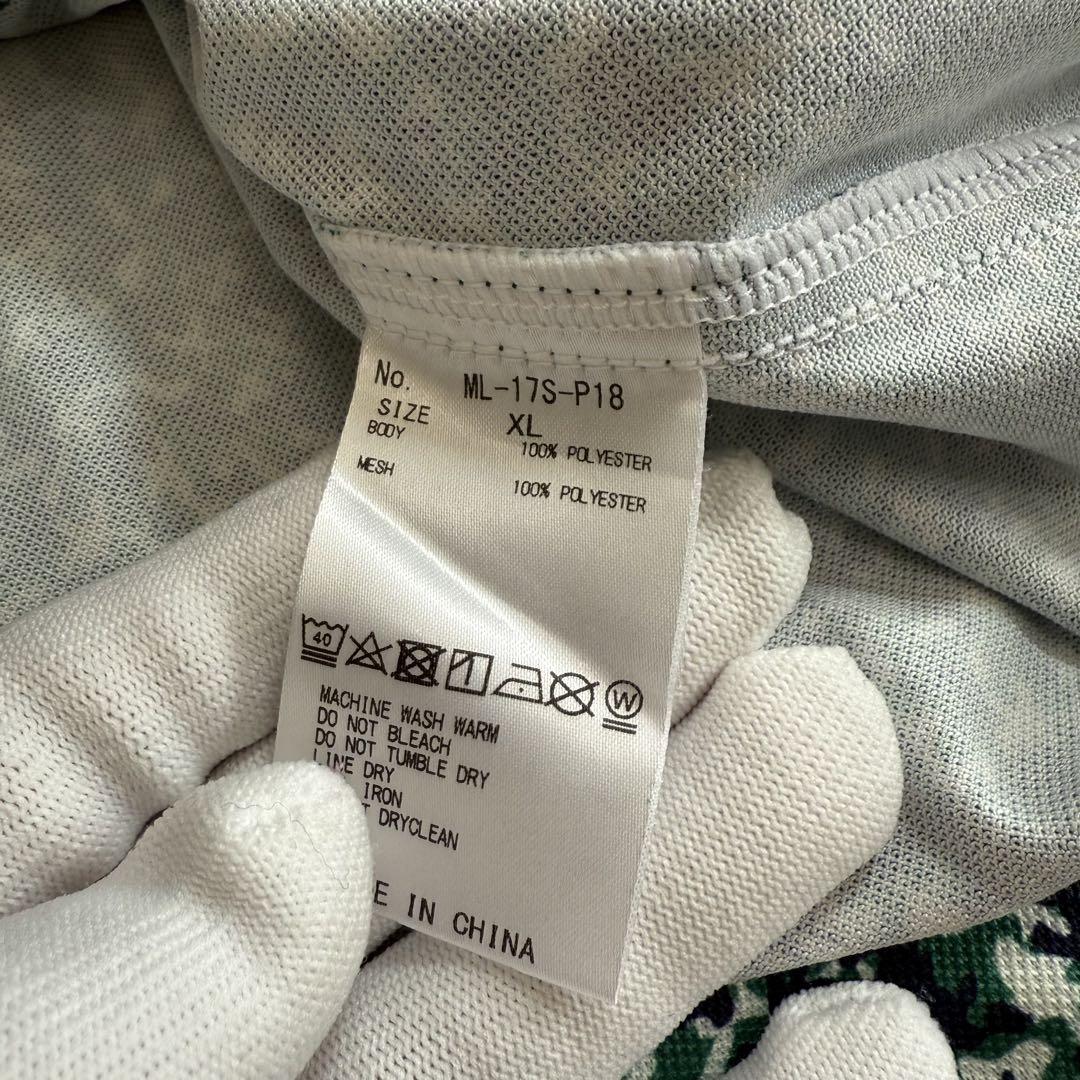 No. ML-17S-P18
SIZE XL
BODY 100% POLYESTER
MESH 100% POLYESTER
40 W
MACHINE WASH WARM
DO NOT BLEACH
DO NOT TUMBLE DRY
LINE DRY
IRON
DRYCLEAN
IN CHINA